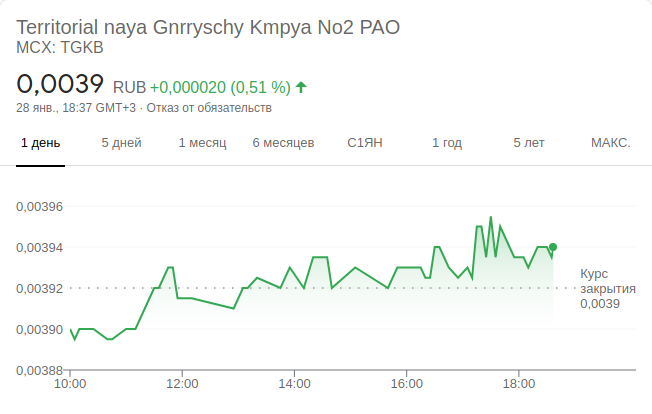 Territorial naya Gnrryschy Kmpya No2 PAO
MCX: TGKB
0,0039 RUB +0,000020 (0,51 %)
28 янв., 18:37 GMT+3 · Отказ от обязательств
1 день 5 дней 1 месяц 6 месяцев С1ЯН 1 год 5 лет МАКС.
0,00396
0,00394
0,00392
0,00390
0,00388
Курс
закрытия
0,0039
10:00 12:00 14:00 16:00 18:00